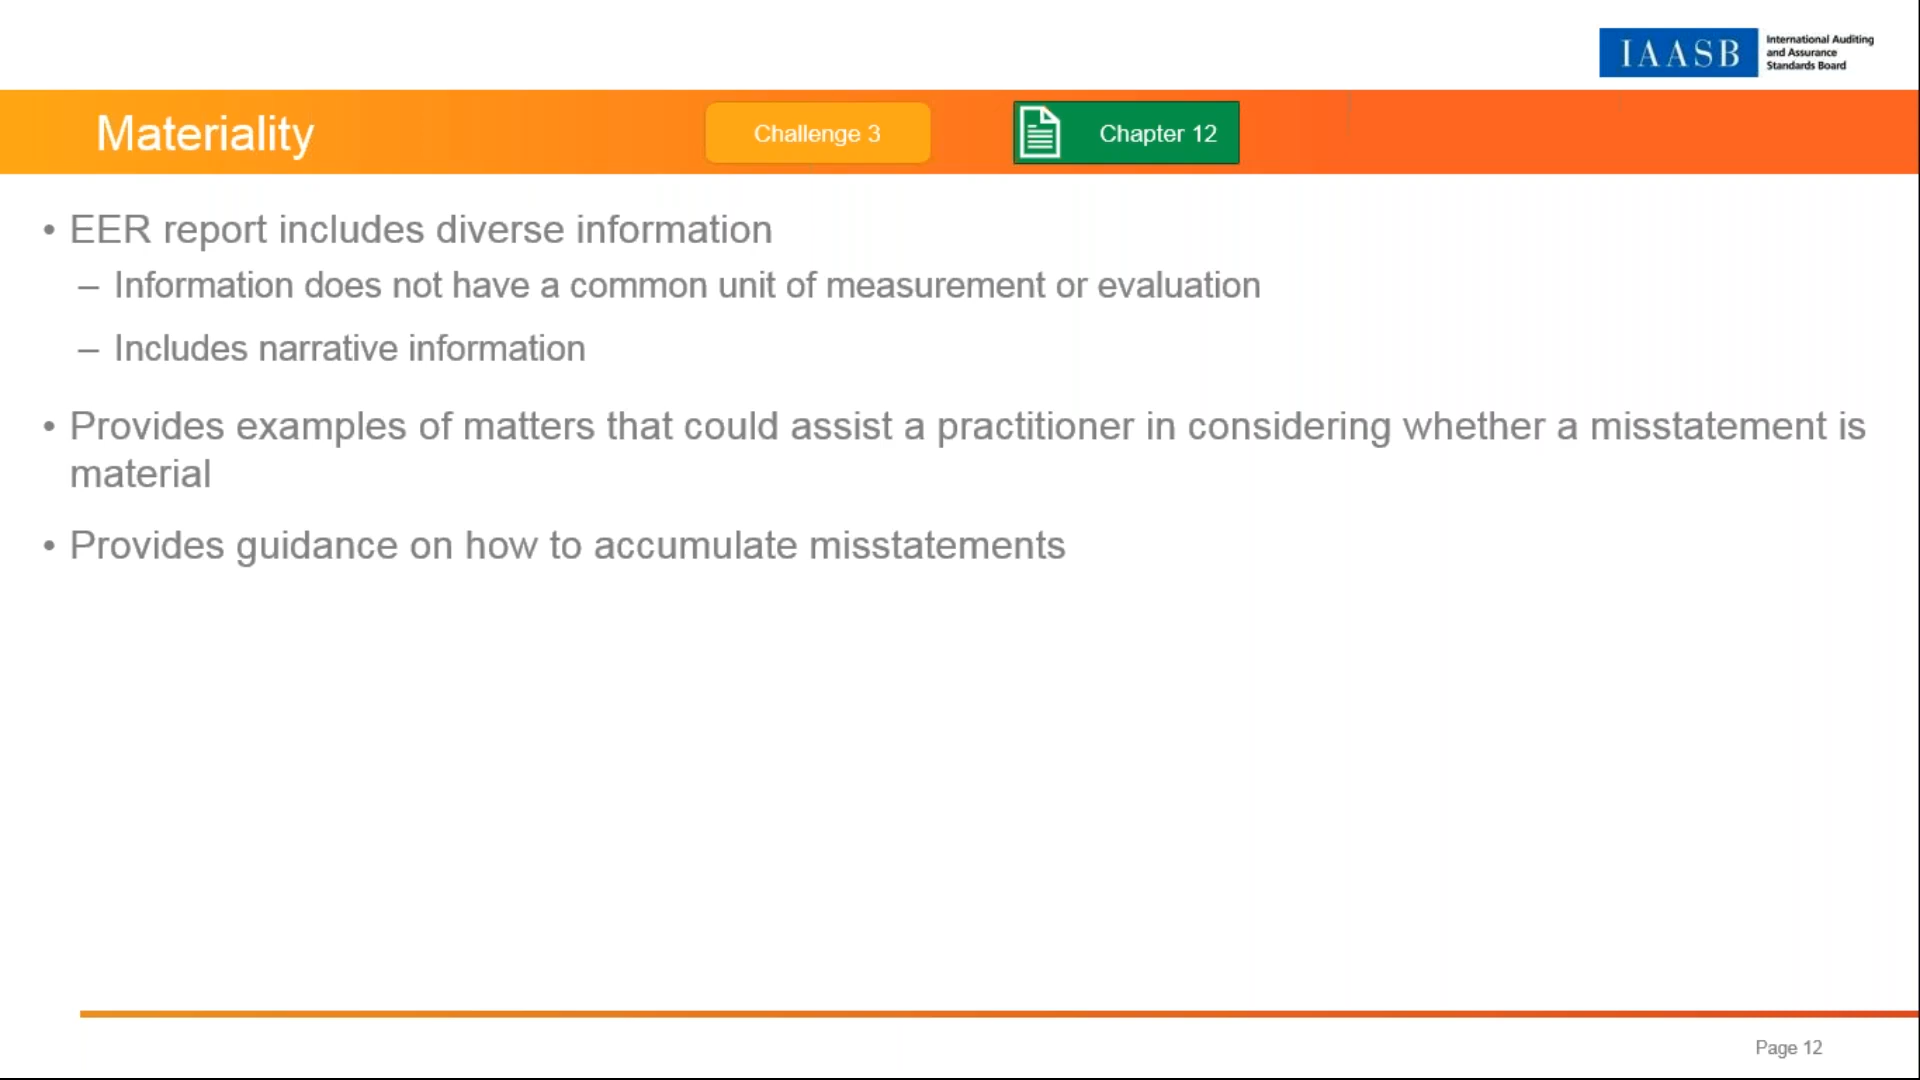 IAASB
International Auditing
and Assurance
Standards Board
Materiality
Challenge 3
Chapter 12
• EER report includes diverse information
– Information does not have a common unit of measurement or evaluation
– Includes narrative information
• Provides examples of matters that could assist a practitioner in considering whether a misstatement is
material
• Provides guidance on how to accumulate misstatements
Page 12